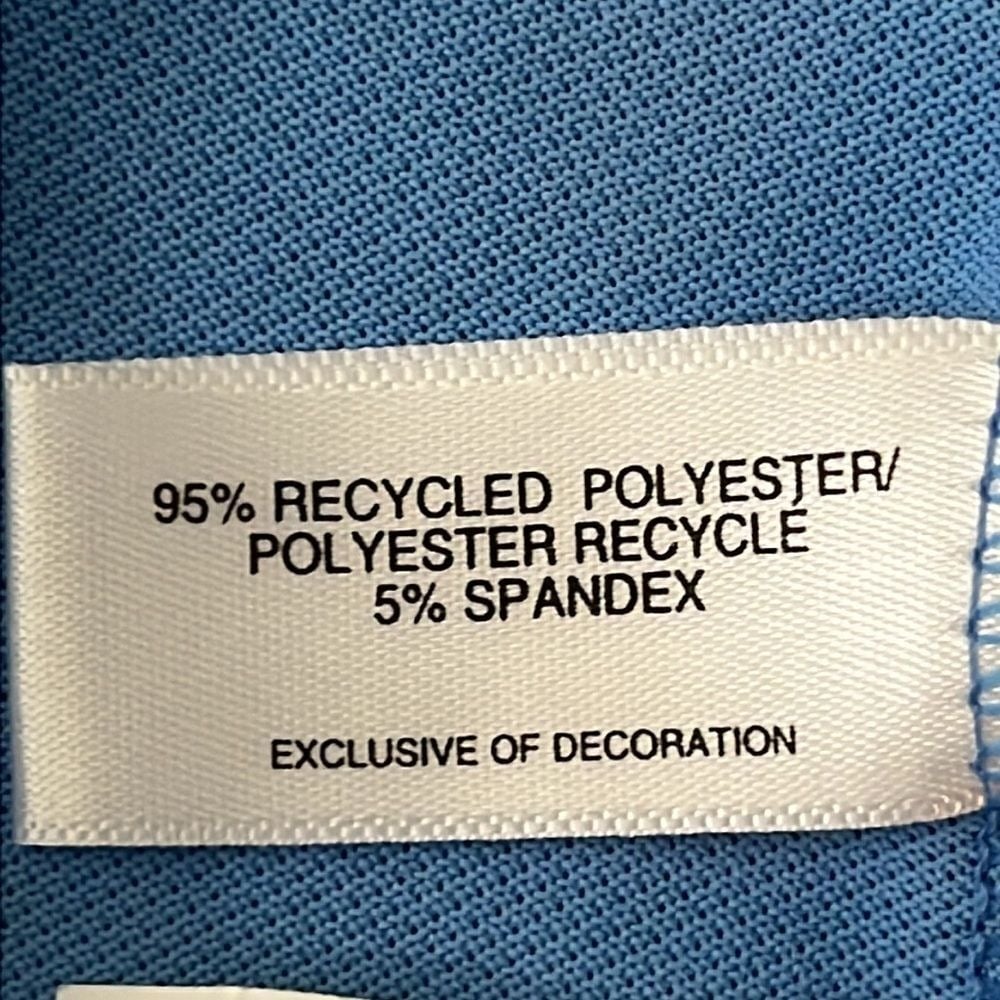 95% RECYCLED POLYESTER/
POLYESTER RECYCLÉ
5% SPANDEX
EXCLUSIVE OF DECORATION